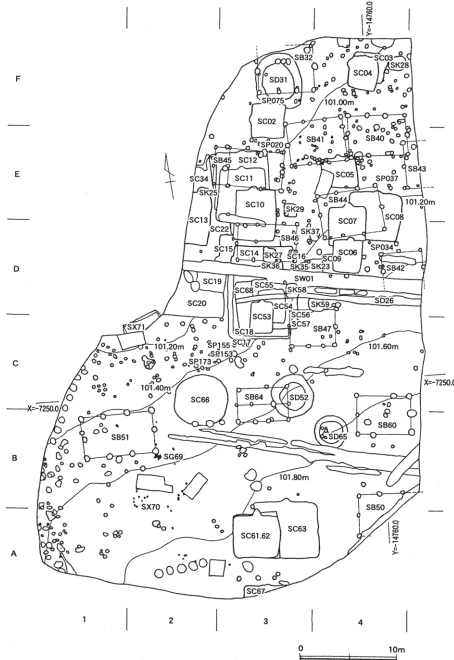 Y=-14760.0
SB32
SC03
SK28
SC04
SD31
F
SP075
101.00m
SC02
SB41
SB40
SP020
SB45
SC12
SB43
E
SC34
SC11
SC05
SP037
SK25
SB44
101.20m
SC10
SK29
SC13
SC07
SC08
SC22
SB46
SK37
SC15
SC14
SK27
SC16
SC09
SC06
SP034
SK36
SK35
SK23
SB42
D
SC19
SC55
SW01
SC68
SK58
SC20
SC54
SK59
SD26
SC53
SC56
SC57
SX71
SC18
SB47
SC17
101.20m
SP155
SP153
101.60m
C
SP173
X=-7250.0
101.40m
SC66
SB64
SD52
X=-7250.0
SB60
SB51
SD65
B
SG69
101.80m
SX70
SB50
SC61.62
SC63
A
Y=-14760.0
SC67
1 2 3 4
0 10m